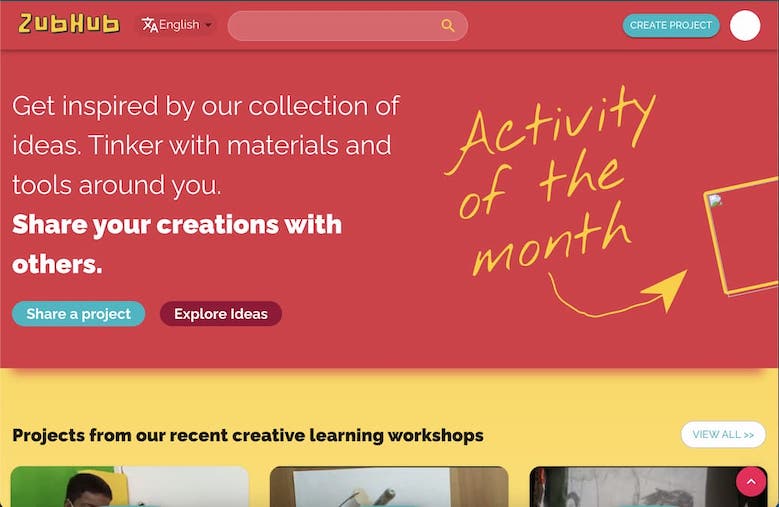 ZubHub
English
CREATE PROJECT
Get inspired by our collection of
ideas. Tinker with materials and
tools around you.
Share your creations with
others.
Share a project
Explore Ideas
Activity
of the
month
Projects from our recent creative learning workshops
VIEW ALL >>